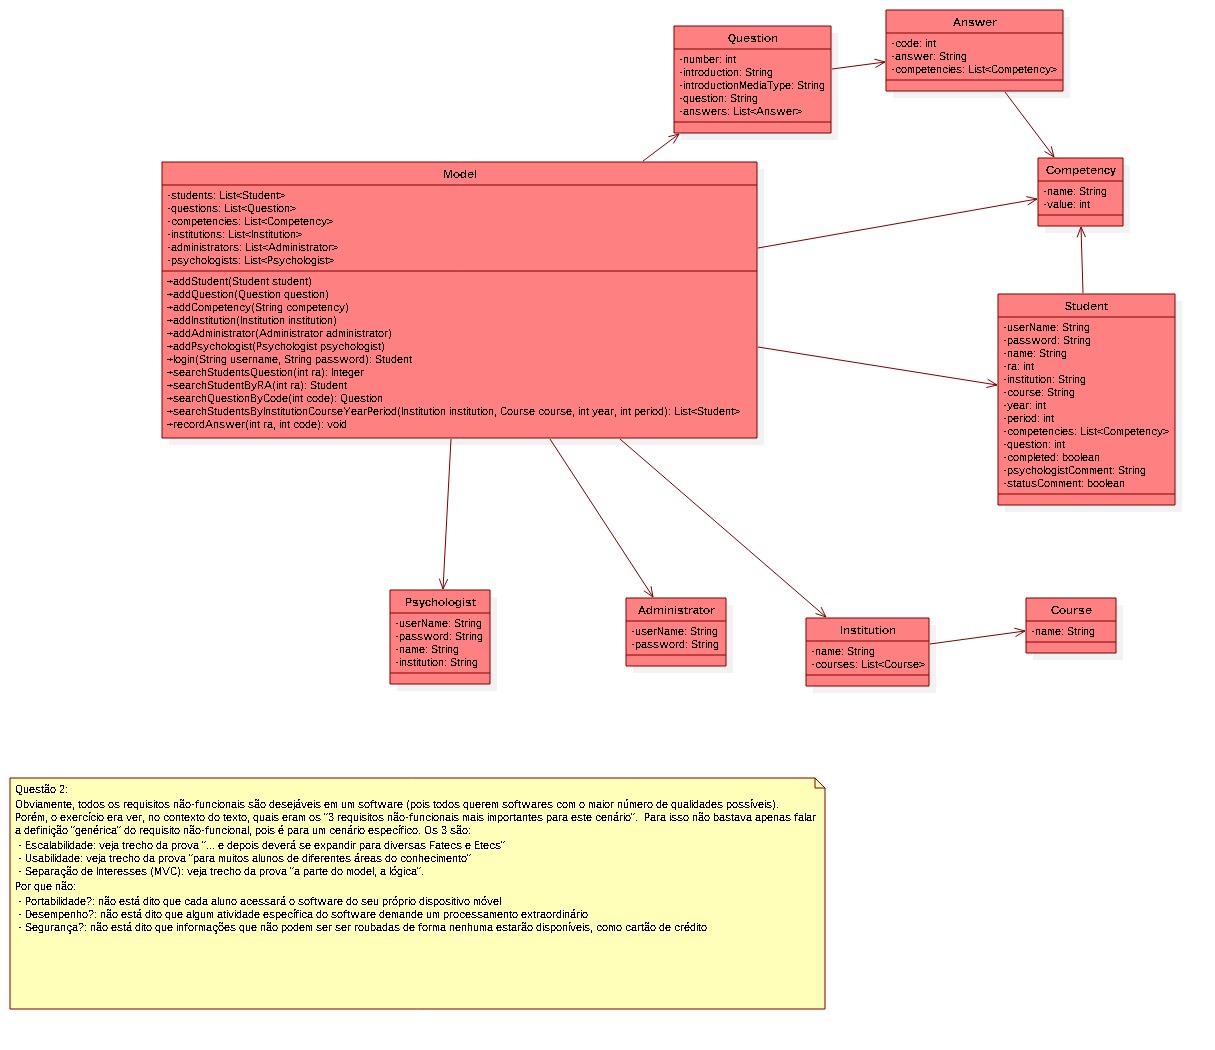 Question
-number: int
-introduction: String
-introductionMediaType: String
-question: String
-answers: List<Answer>
Answer
-code: int
-answer: String
-competencies: List<Competency>
Competency
-name: String
-value: int
Model
-students: List<Student>
-questions: List<Question>
-competencies: List<Competency>
-institutions: List<Institution>
-administrators: List<Administrator>
-psychologists: List<Psychologist>
+addStudent(Student student)
+addQuestion(Question question)
+addCompetency(String competency)
+addInstitution(Institution institution)
+addAdministrator(Administrator administrator)
+addPsychologist(Psychologist psychologist)
+login(String username, String password): Student
+searchStudentsQuestion(int ra): Integer
+searchStudentByRA(int ra): Student
+searchQuestionByCode(int code): Question
+searchStudentsByInstitutionCourseYearPeriod(Institution institution, Course course, int year, int period): List<Student>
+recordAnswer(int ra, int code): void
Student
-userName: String
-password: String
-name: String
-ra: int
-institution: String
-course: String
-year: int
-period: int
-competencies: List<Competency>
-question: int
-completed: boolean
-psychologistComment: String
-statusComment: boolean
Psychologist
-userName: String
-password: String
-name: String
-institution: String
Administrator
-userName: String
-password: String
Institution
-name: String
-courses: List<Course>
Course
-name: String
Questão 2:
Obviamente, todos os requisitos não-funcionais são desejáveis em um software (pois todos querem softwares com o maior número de qualidades possíveis).
Porém, o exercício era ver, no contexto do texto, quais eram os "3 requisitos não-funcionais mais importantes para este cenário". Para isso não bastava apenas falar
a definição "genérica" do requisito não-funcional, pois é para um cenário específico. Os 3 são:
- Escalabilidade: veja trecho da prova "... e depois deverá se expandir para diversas Fatecs e Etecs"
- Usabilidade: veja trecho da prova "para muitos alunos de diferentes áreas do conhecimento"
- Separação de Interesses (MVC): veja trecho da prova "a parte do model, a lógica".
Por que não:
- Portabilidade?: não está dito que cada aluno acessará o software do seu próprio dispositivo móvel
- Desempenho?: não está dito que algum atividade específica do software demande um processamento extraordinário
- Segurança?: não está dito que informações que não podem ser ser roubadas de forma nenhuma estarão disponíveis, como cartão de crédito